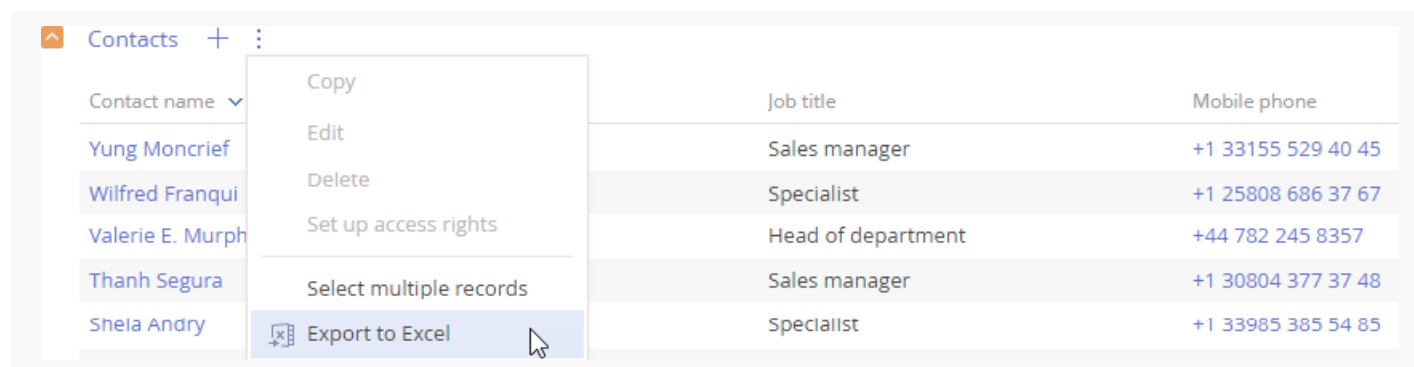 Contacts
Copy
Contact name Job title Mobile phone
Edit
Yung Moncrief Sales manager +1 33155 529 40 45
Delete
Wilfred Franqui Specialist +1 25808 686 37 67
Set up access rights
Valerie E. Murph Head of department +44 782 245 8357
Thanh Segura Sales manager +1 30804 377 37 48
Select multiple records
Shela Andry Specialist +1 33985 385 54 85
Export to Excel